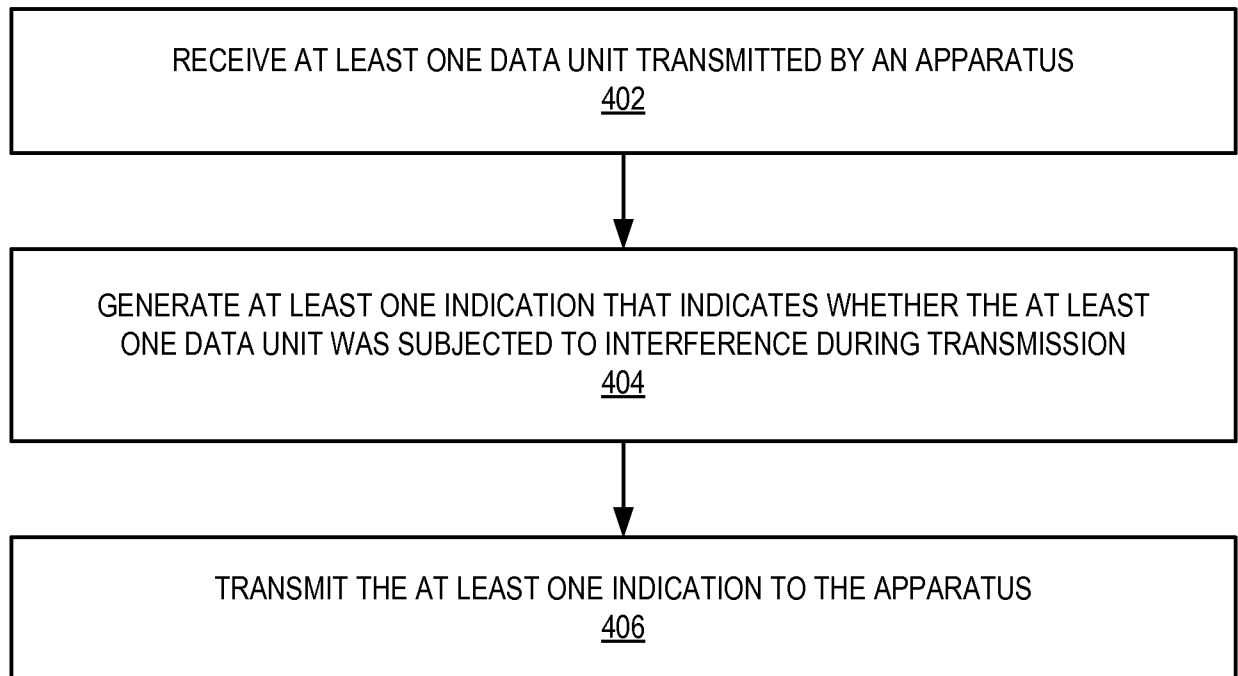 RECEIVE AT LEAST ONE DATA UNIT TRANSMITTED BY AN APPARATUS
402
GENERATE AT LEAST ONE INDICATION THAT INDICATES WHETHER THE AT LEAST
ONE DATA UNIT WAS SUBJECTED TO INTERFERENCE DURING TRANSMISSION
404
TRANSMIT THE AT LEAST ONE INDICATION TO THE APPARATUS
406